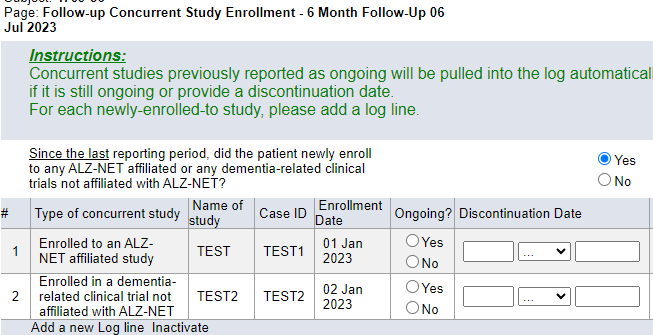 Page: Follow-up Concurrent Study Enrollment - 6 Month Follow-Up 06
Jul 2023
Instructions:
Concurrent studies previously reported as ongoing will be pulled into the log automatical
if it is still ongoing or provide a discontinuation date.
For each newly-enrolled-to study, please add a log line.
Since the last reporting period, did the patient newly enroll
to any ALZ-NET affiliated or any dementia-related clinical
trials not affiliated with ALZ-NET?
Yes
No
# Type of concurrent study Name of study Case ID Enrollment Date Ongoing? Discontinuation Date
1 Enrolled to an ALZ-
NET affiliated study TEST TEST1 01 Jan
2023 Yes
No ...
2 Enrolled in a dementia-
related clinical trial not
affiliated with ALZ-NET TEST2 TEST2 02 Jan
2023 Yes
No ...
Add a new Log line Inactivate